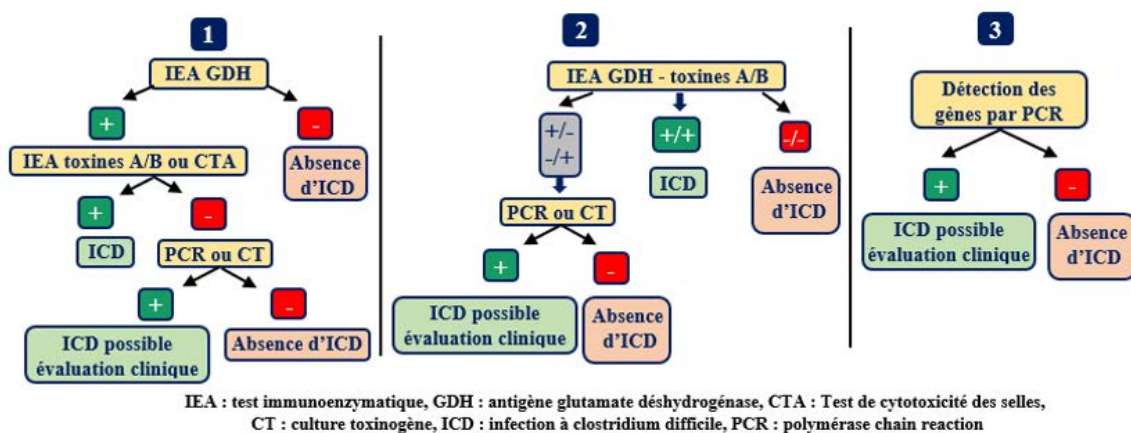 1
IEA GDH
+
-
IEA toxines A/B ou CTA
Absence
d'ICD
+
-
ICD
PCR ou CT
+
-
ICD possible
évaluation clinique
Absence d'ICD
2
IEA GDH - toxines A/B
+/-
-/+
+/+
-/-
ICD
Absence
d'ICD
PCR ou CT
+
-
ICD possible
évaluation clinique
Absence
d'ICD
3
Détection des
gènes par PCR
+
-
ICD possible
évaluation clinique
Absence
d'ICD
IEA : test immunoenzymatique, GDH : antigène glutamate déshydrogénase, CTA : Test de cytotoxicité des selles,
CT : culture toxinogène, ICD : infection à clostridium difficile, PCR : polymérase chain reaction